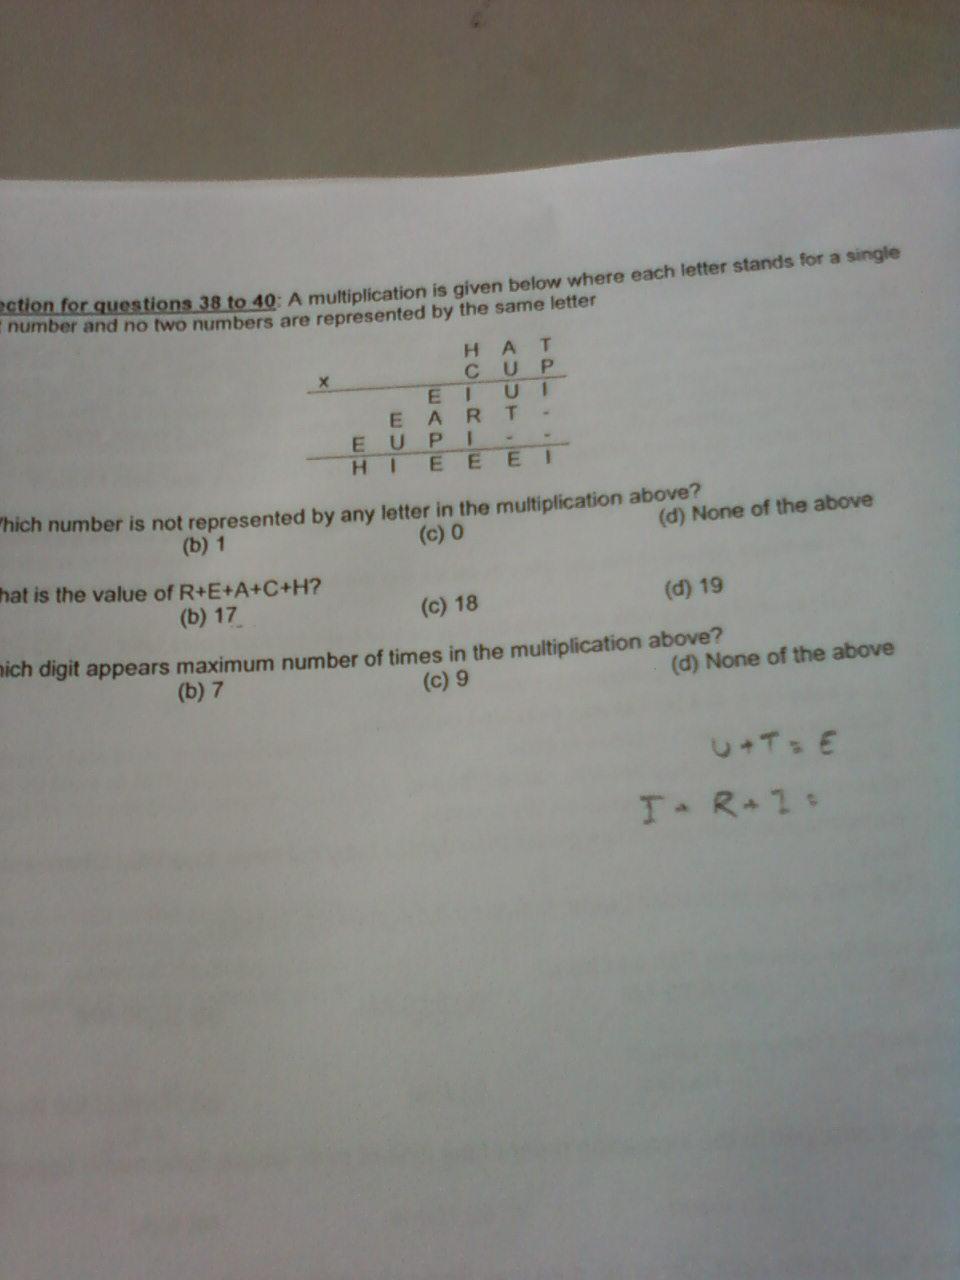 ection for questions 38 to 40: A multiplication is given below where each letter stands for a single
number and no two numbers are represented by the same letter
H A T
x C U P
E I U I
E A R T -
E U P I - -
H I E E E I
hich number is not represented by any letter in the multiplication above?
(b) 1 (c) 0 (d) None of the above
hat is the value of R+E+A+C+H?
(b) 17 (c) 18 (d) 19
hich digit appears maximum number of times in the multiplication above?
(b) 7 (c) 9 (d) None of the above
U + T = E
I + R + I =